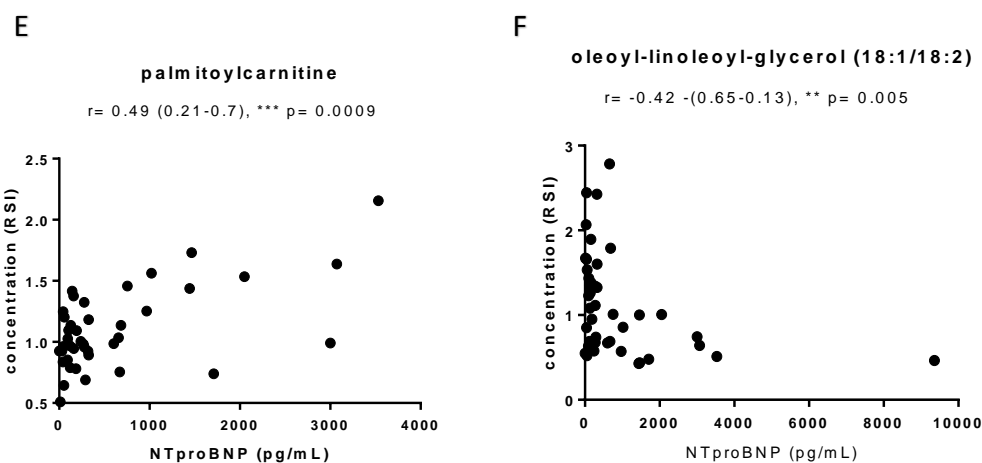 E
palmitoylcarnitine
r= 0.49 (0.21-0.7), *** p= 0.0009
concentration (RSI)
2.5
2.0
1.5
1.0
0.5
0 1000 2000 3000 4000
NTproBNP (pg/mL)
F
oleoyl-linoleoyl-glycerol (18:1/18:2)
r= -0.42 -(0.65-0.13), ** p= 0.005
concentration (RSI)
3
2
1
0
0 2000 4000 6000 8000 10000
NTproBNP (pg/mL)